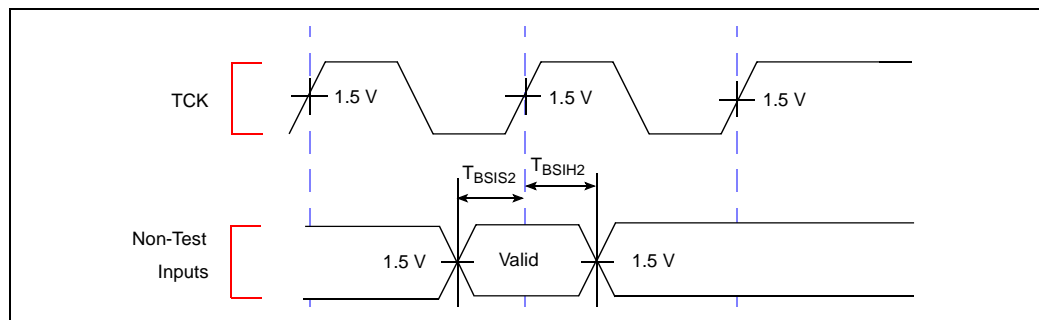 TCK
1.5 V
1.5 V
1.5 V
TBSIS2
TBSIH2
Non-Test
Inputs
1.5 V
Valid
1.5 V